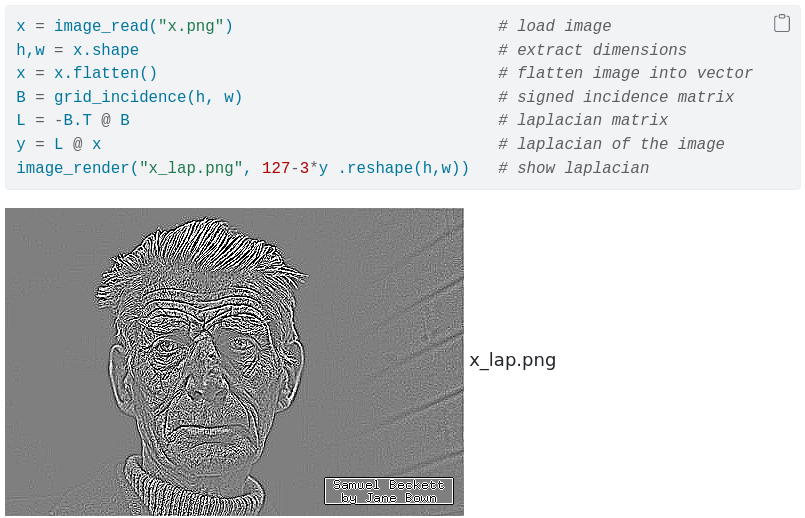 x = image_read("x.png") # load image
h,w = x.shape # extract dimensions
x = x.flatten() # flatten image into vector
B = grid_incidence(h, w) # signed incidence matrix
L = -B.T @ B # laplacian matrix
y = L @ x # laplacian of the image
image_render("x_lap.png", 127-3*y .reshape(h,w)) # show laplacian
x_lap.png
Samuel Beckett
by Jane Bown